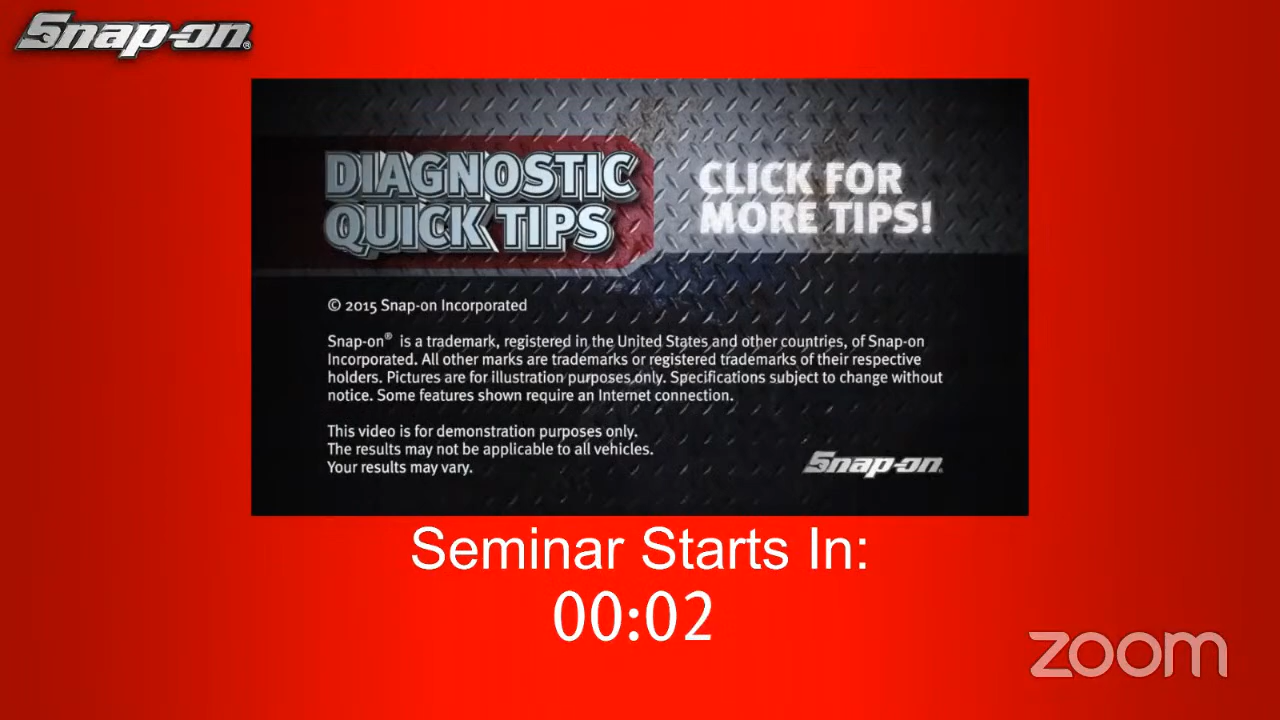 Snap-on®
DIAGNOSTIC
QUICK TIPS
CLICK FOR
MORE TIPS!
© 2015 Snap-on Incorporated
Snap-on® is a trademark, registered in the United States and other countries, of Snap-on
Incorporated. All other marks are trademarks or registered trademarks of their respective
holders. Pictures are for illustration purposes only. Specifications subject to change without
notice. Some features shown require an Internet connection.
This video is for demonstration purposes only.
The results may not be applicable to all vehicles.
Your results may vary.
Snap-on®
Seminar Starts In:
00:02
zoom